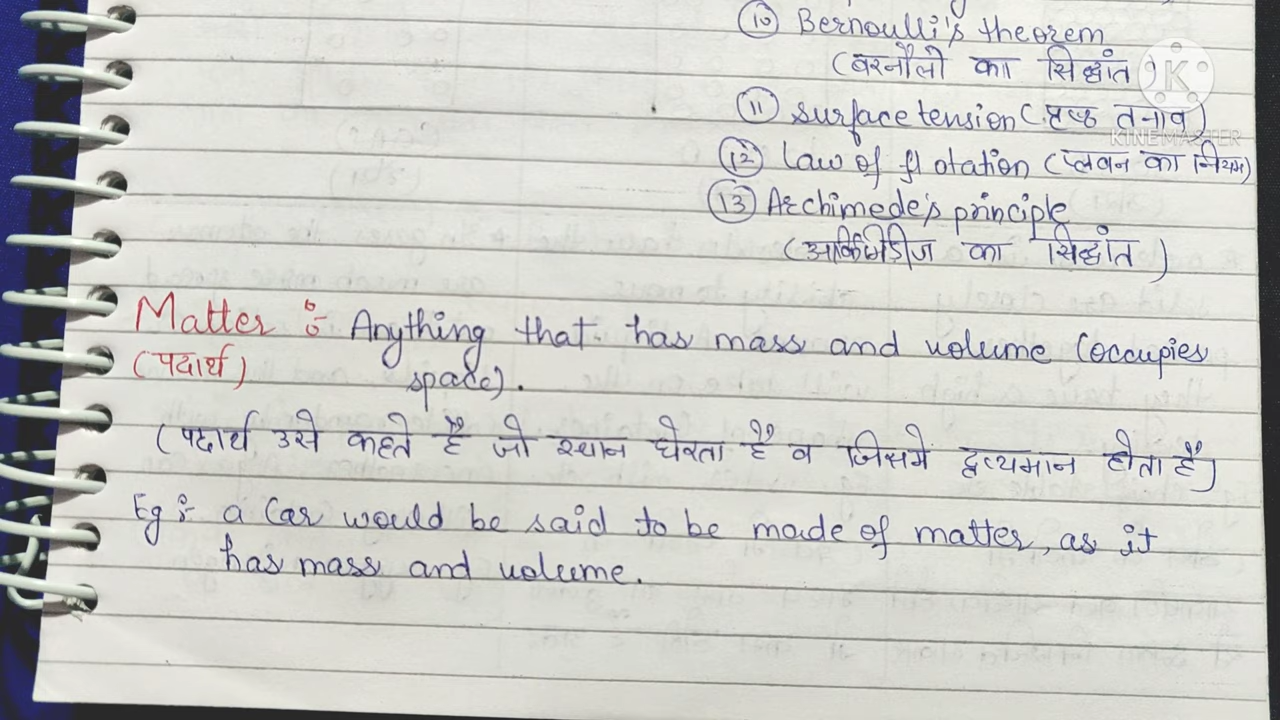 ⑩ Bernoulli's theorem
(बरनौली का सिद्धांत)
⑪ surface tension (पृष्ठ तनाव)
KINEMASTER
⑫ Law of flotation (प्लवन का नियम)
⑬ Archimede's principle
(आर्किमिडीज का सिद्धांत)
Matter :- Anything that has mass and volume (occupies
(पदार्थ) space).
(पदार्थ उसे कहते है जो स्थान घेरता है व जिसमे द्रव्यमान होता है)
Eg :- a Car would be said to be made of matter, as it
has mass and volume.